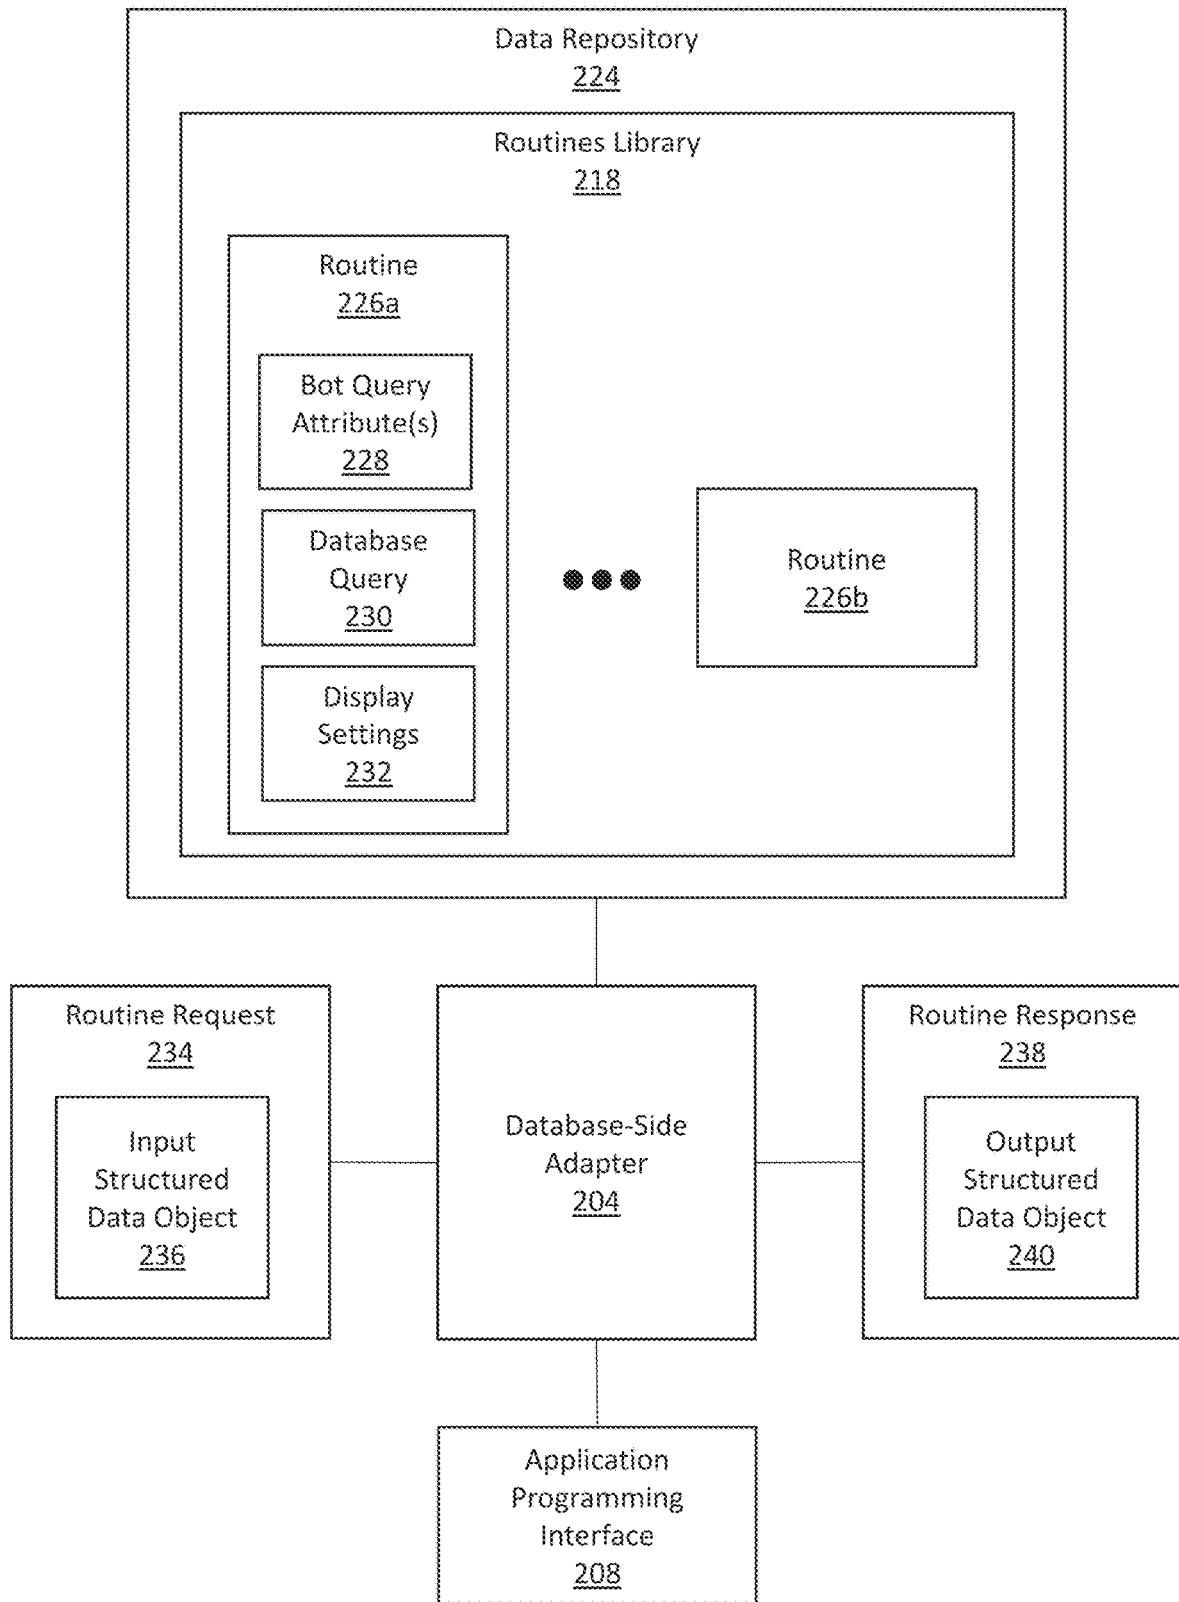 Data Repository
224
Routines Library
218
Routine
226a
Bot Query
Attribute(s)
228
Database
Query
230
Display
Settings
232
Routine
226b
Routine Request
234
Input
Structured
Data Object
236
Database-Side
Adapter
204
Routine Response
238
Output
Structured
Data Object
240
Application
Programming
Interface
208